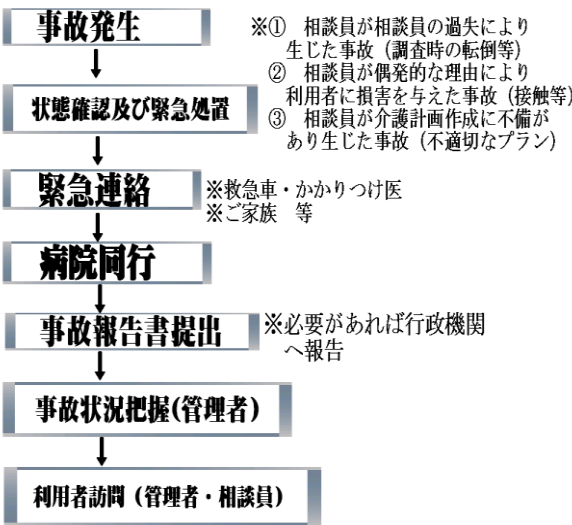 事故発生
※① 相談員が相談員の過失により
生じた事故（調査時の転倒等）
② 相談員が偶発的な理由により
利用者に損害を与えた事故（接触等）
③ 相談員が介護計画作成に不備が
あり生じた事故（不適切なプラン）
状態確認及び緊急処置
緊急連絡
※救急車・かかりつけ医
※ご家族 等
病院同行
事故報告書提出
※必要があれば行政機関
へ報告
事故状況把握(管理者)
利用者訪問（管理者・相談員）